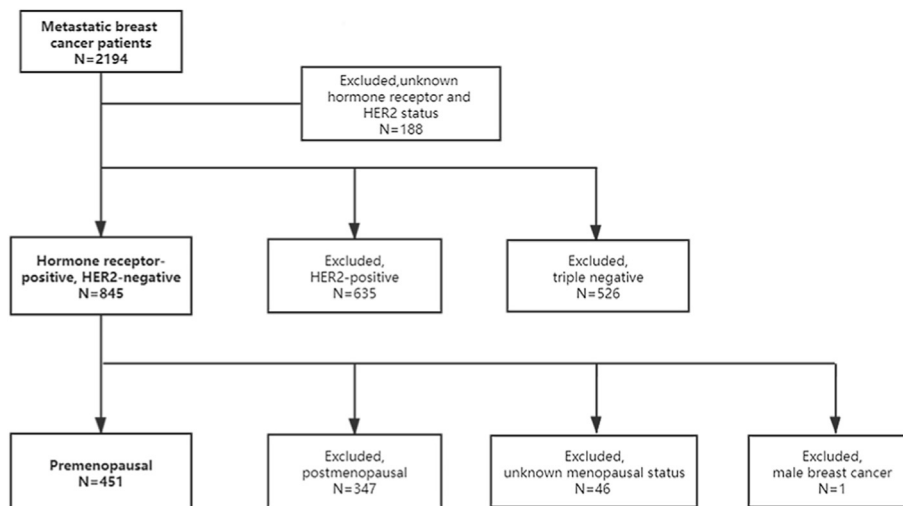 Metastatic breast
cancer patients
N=2194
Excluded,unknown
hormone receptor and
HER2 status
N=188
Hormone receptor-
positive, HER2-negative
N=845
Excluded,
HER2-positive
N=635
Excluded,
triple negative
N=526
Premenopausal
N=451
Excluded,
postmenopausal
N=347
Excluded,
unknown menopausal status
N=46
Excluded,
male breast cancer
N=1